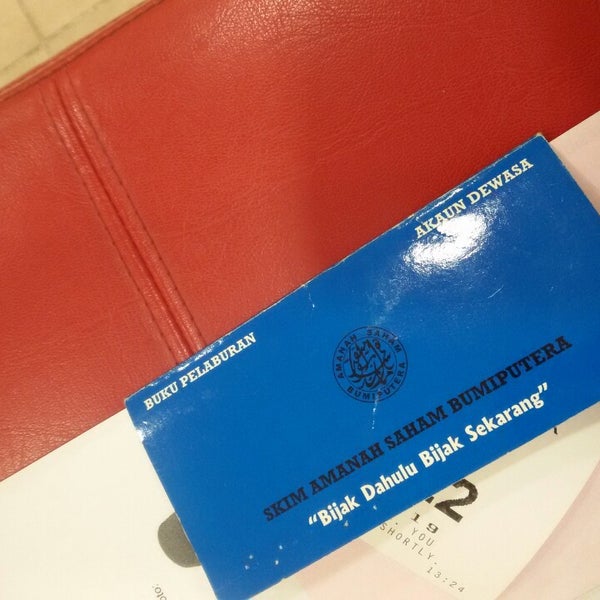 BUKU PELABURAN
AKAUN DEWASA
AMANAH SAHAM
BUMIPUTERA
SKIM AMANAH SAHAM BUMIPUTERA
“Bijak Dahulu Bijak Sekarang”
2
19
YOU
SHORTLY.
13:24